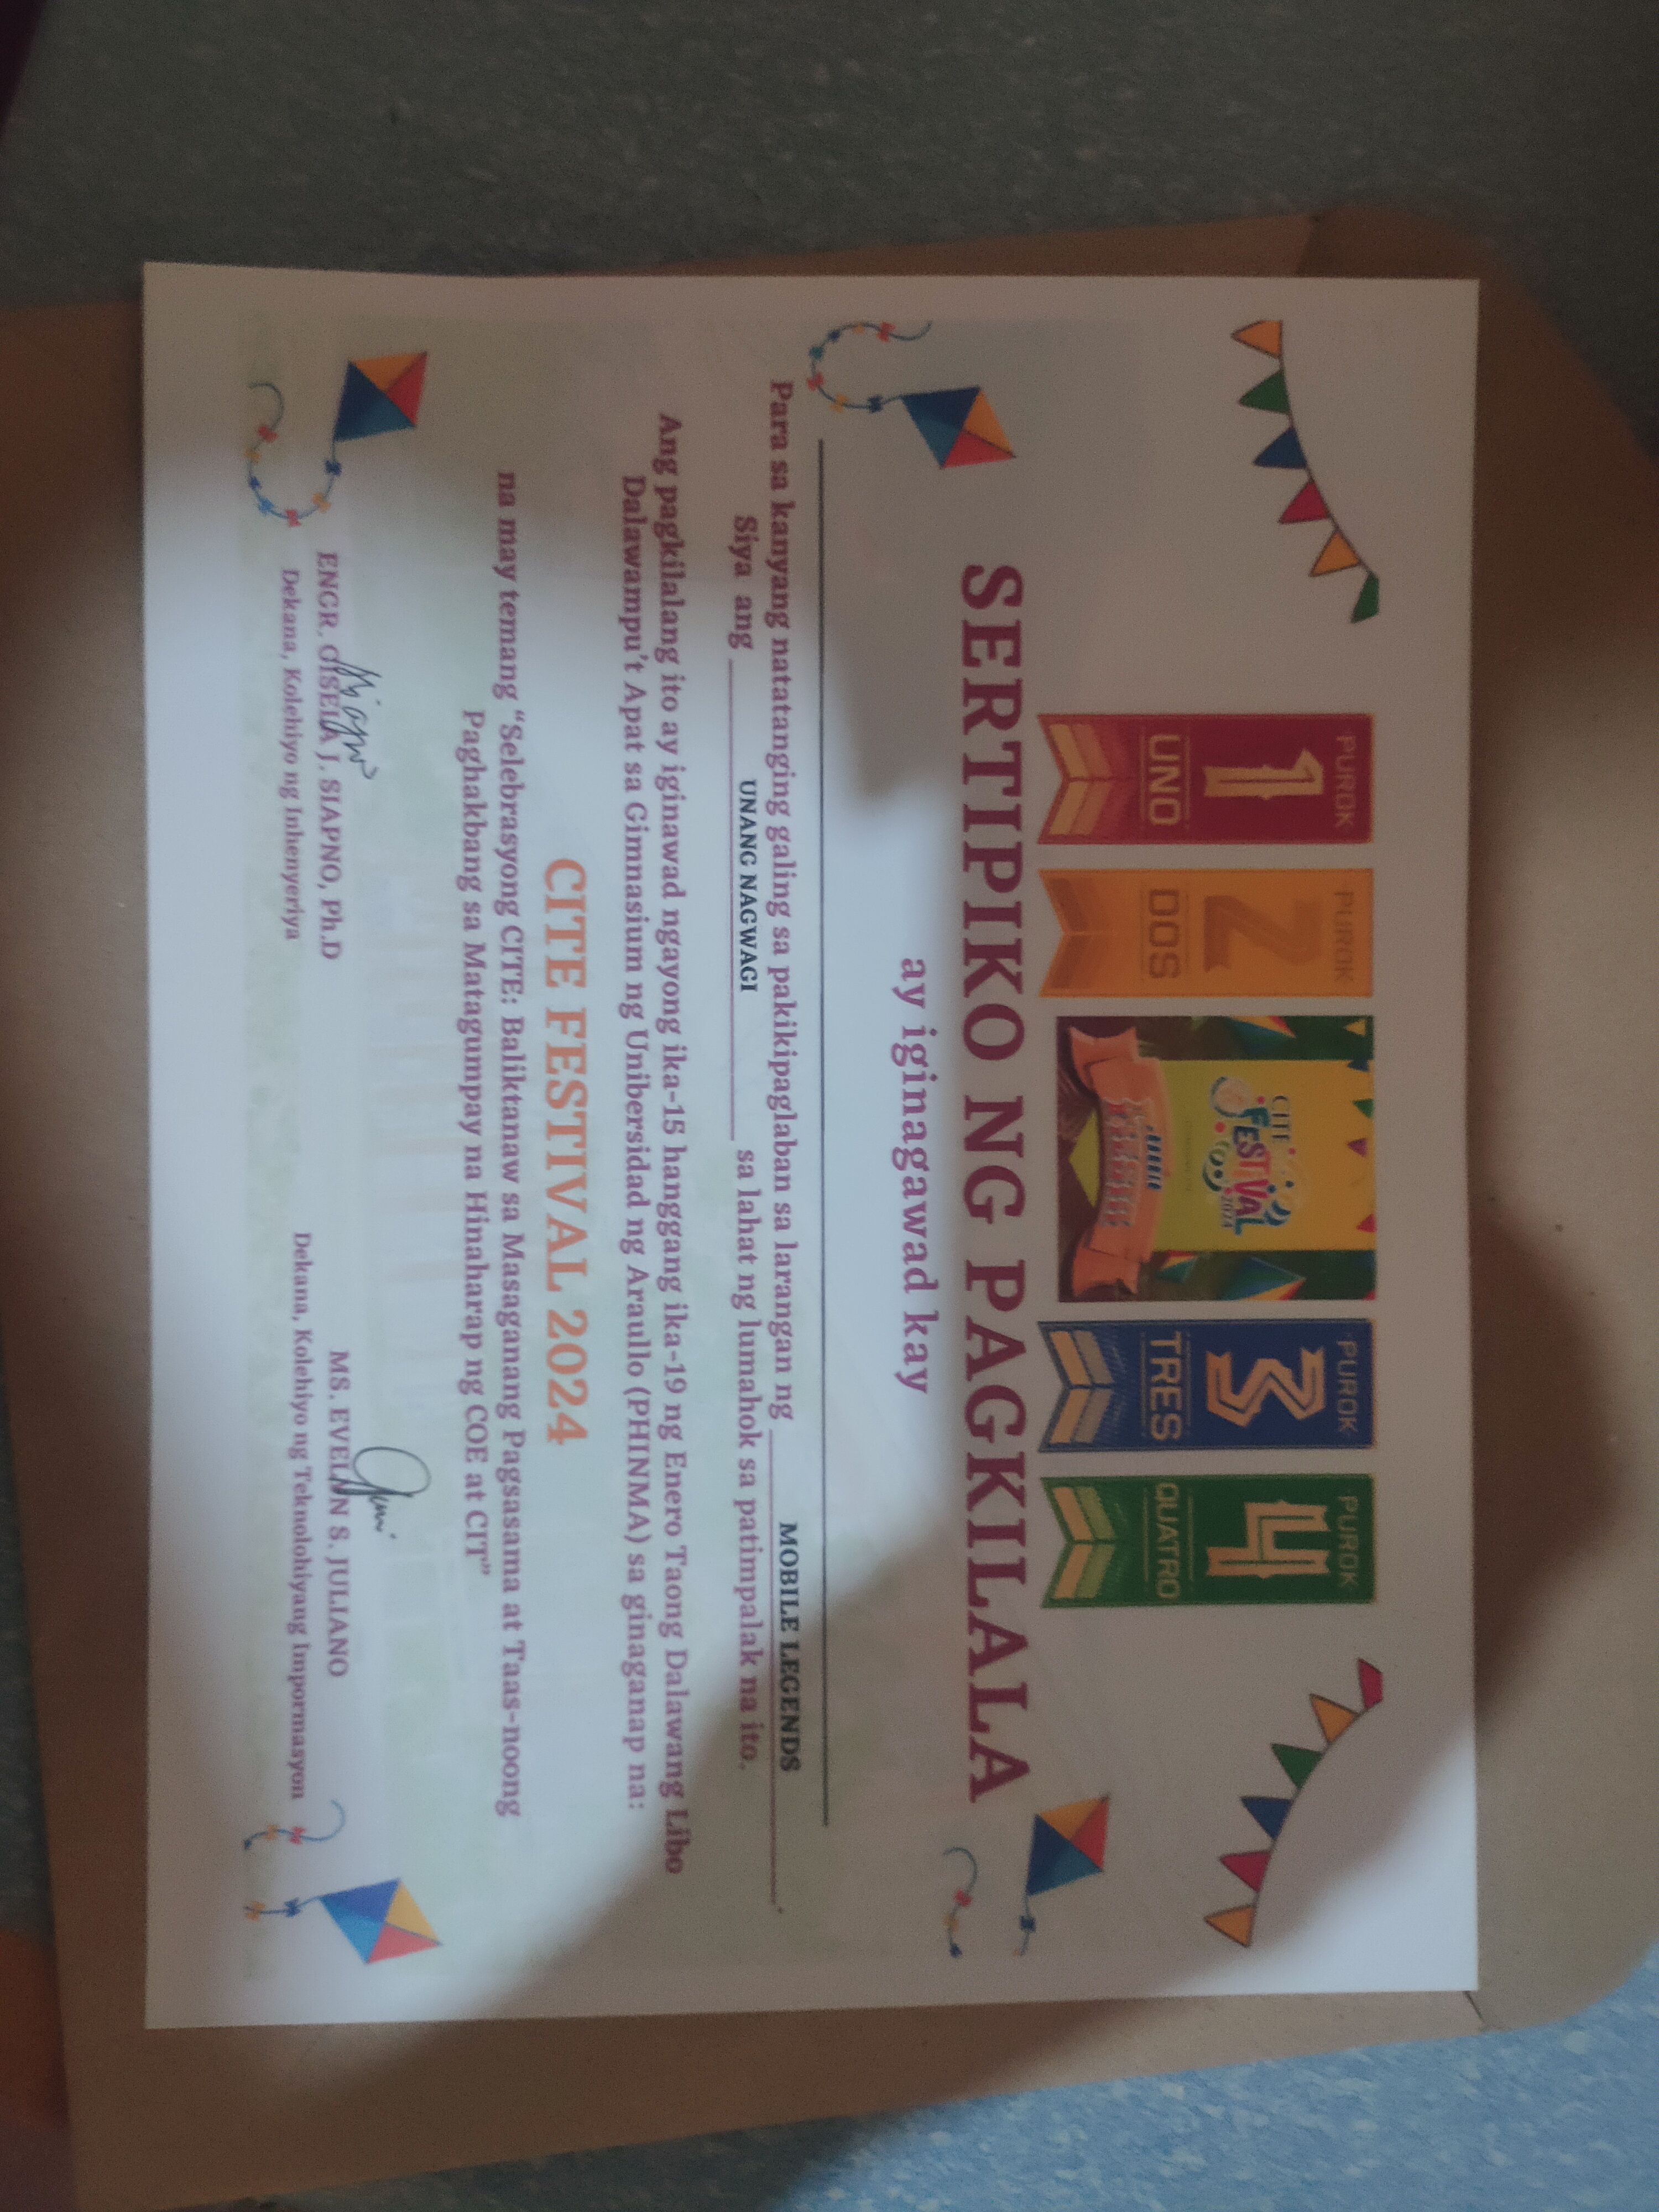 PUROK
1
UNO
PUROK
2
DOS
CITE
FESTIVAL
2024
PUROK
3
TRES
PUROK
4
QUATRO
SERTIPIKO NG PAGKILALA
ay iginagawad kay
Para sa kanyang natatanging galing sa pakikipaglaban sa larangan ng MOBILE LEGENDS.
Siya ang UNANG NAGWAGI sa lahat ng lumahok sa patimpalak na ito.
Ang pagkilalang ito ay iginawad ngayong ika-15 hanggang ika-19 ng Enero Taong Dalawang Libo
Dalawampu't Apat sa Gimnasium ng Unibersidad ng Araullo (PHINMA) sa ginaganap na:
CITE FESTIVAL 2024
na may temang “Selebrasyong CITE: Baliktanaw sa Masaganang Pagsasama at Taas-noong
Paghakbang sa Matagumpay na Hinaharap ng COE at CIT”
ENGR. GISELA J. SIAPNO, Ph.D
Dekana, Kolehiyo ng Inhenyeriya
MS. EVELYN S. JULIANO
Dekana, Kolehiyo ng Teknolohiyang Impormasyon